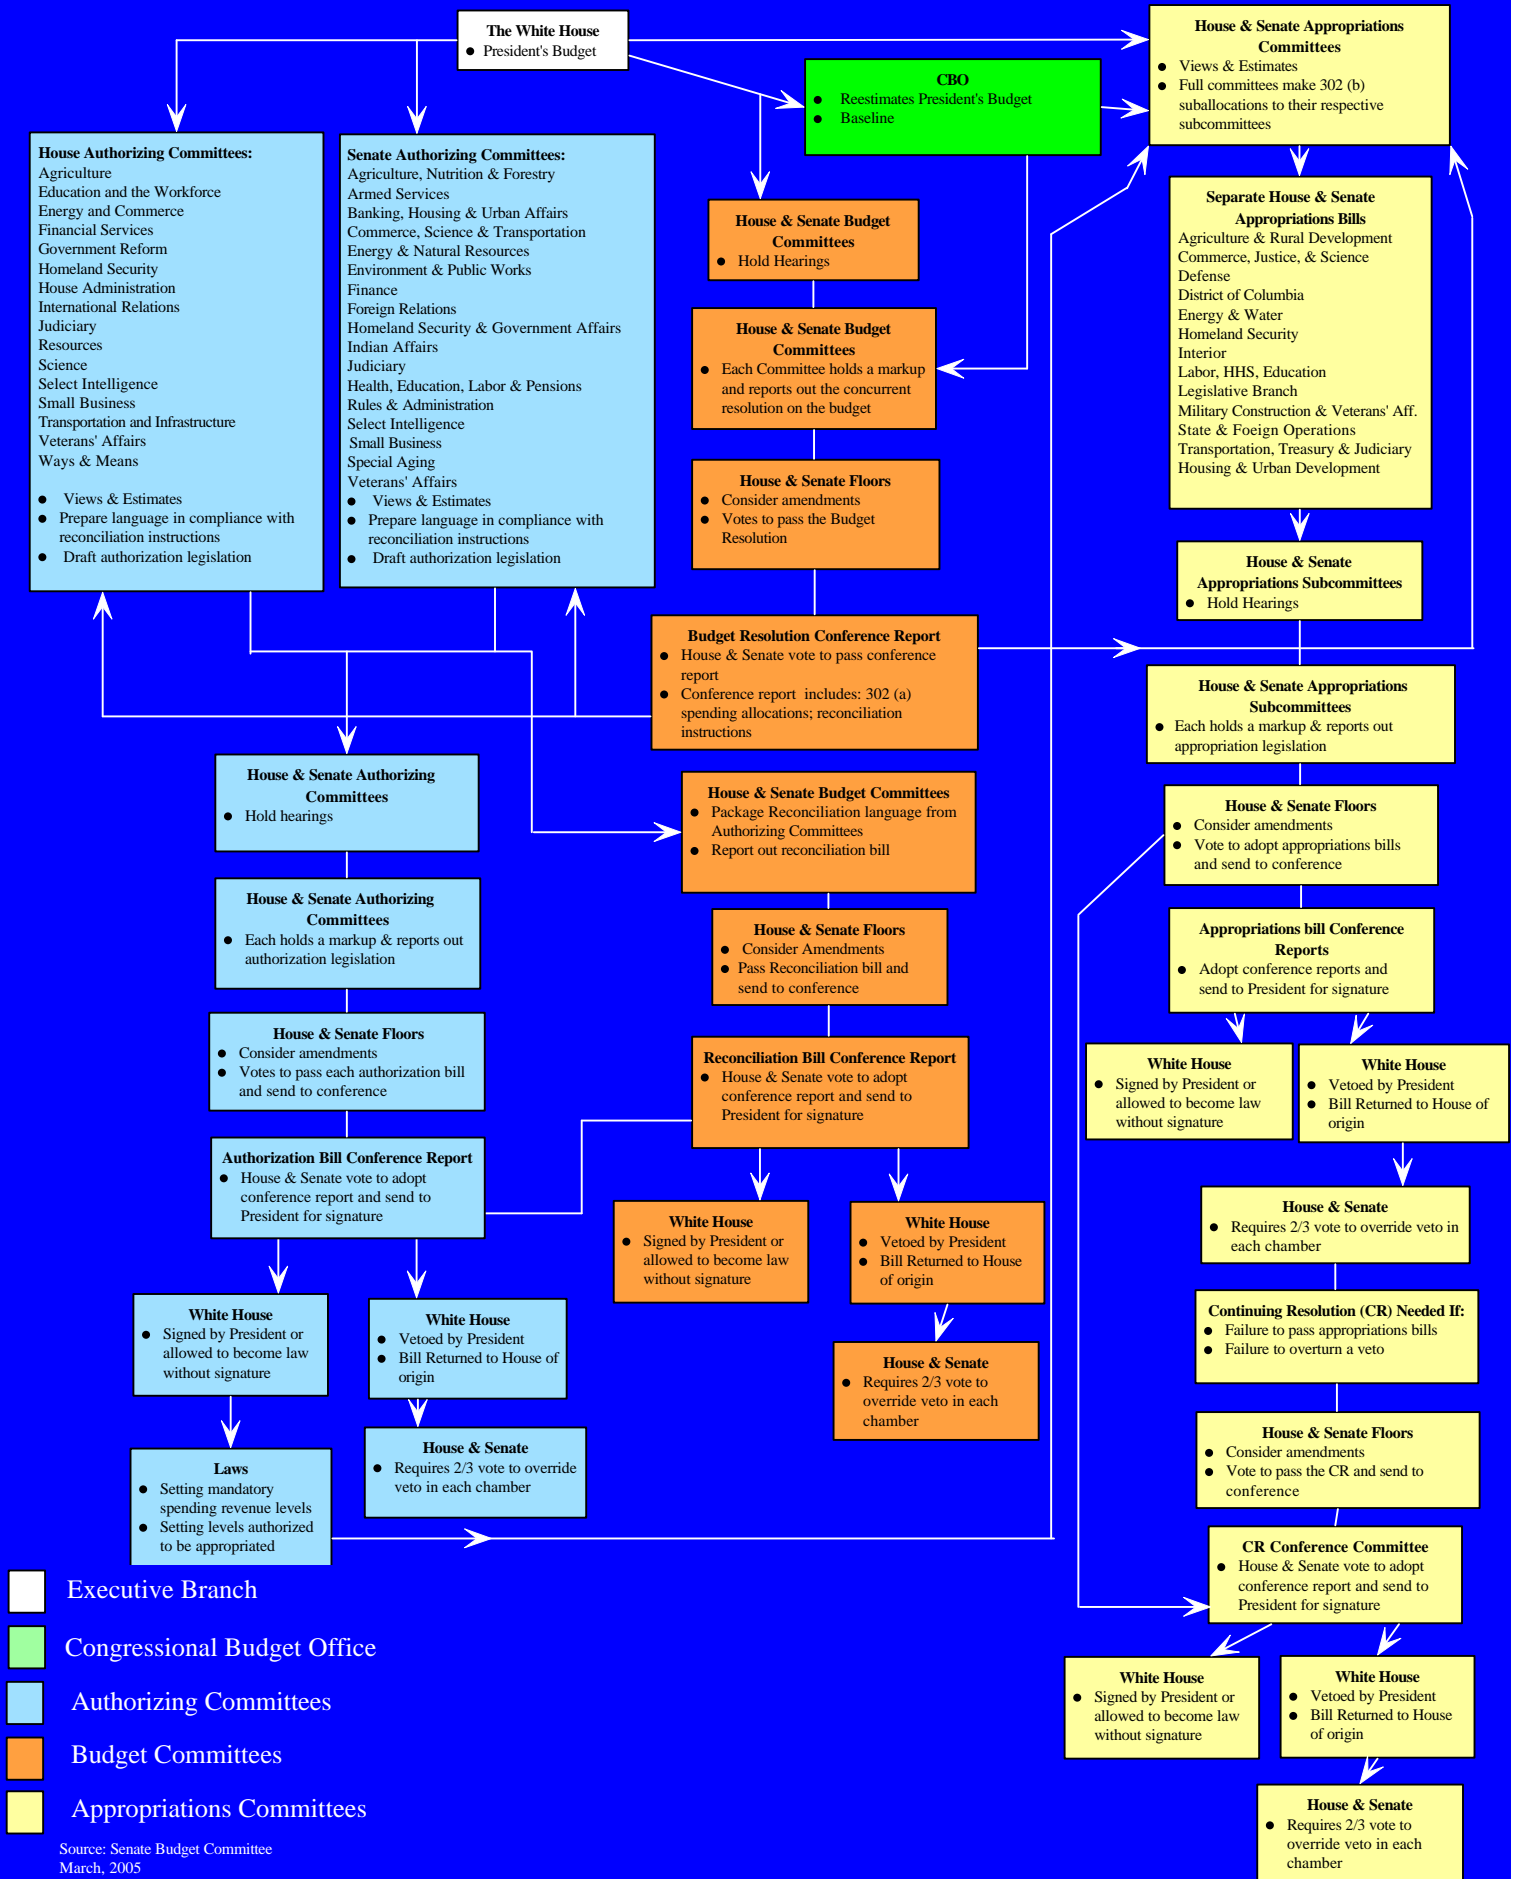 The White House
● President's Budget
House & Senate Appropriations
Committees
● Views & Estimates
● Full committees make 302 (b)
suballocations to their respective
subcommittees
CBO
● Reestimates President's Budget
● Baseline
House Authorizing Committees:
Agriculture
Education and the Workforce
Energy and Commerce
Financial Services
Government Reform
Homeland Security
House Administration
International Relations
Judiciary
Resources
Science
Select Intelligence
Small Business
Transportation and Infrastructure
Veterans' Affairs
Ways & Means
● Views & Estimates
● Prepare language in compliance with
reconciliation instructions
● Draft authorization legislation
Senate Authorizing Committees:
Agriculture, Nutrition & Forestry
Armed Services
Banking, Housing & Urban Affairs
Commerce, Science & Transportation
Energy & Natural Resources
Environment & Public Works
Finance
Foreign Relations
Homeland Security & Government Affairs
Indian Affairs
Judiciary
Health, Education, Labor & Pensions
Rules & Administration
Select Intelligence
Small Business
Special Aging
Veterans' Affairs
● Views & Estimates
● Prepare language in compliance with
reconciliation instructions
● Draft authorization legislation
House & Senate Budget
Committees
● Hold Hearings
House & Senate Budget
Committees
● Each Committee holds a markup
and reports out the concurrent
resolution on the budget
House & Senate Floors
● Consider amendments
● Votes to pass the Budget
Resolution
Budget Resolution Conference Report
● House & Senate vote to pass conference
report
● Conference report includes: 302 (a)
spending allocations; reconciliation
instructions
Separate House & Senate
Appropriations Bills
Agriculture & Rural Development
Commerce, Justice, & Science
Defense
District of Columbia
Energy & Water
Homeland Security
Interior
Labor, HHS, Education
Legislative Branch
Military Construction & Veterans' Aff.
State & Foeign Operations
Transportation, Treasury & Judiciary
Housing & Urban Development
House & Senate
Appropriations Subcommittees
● Hold Hearings
House & Senate Appropriations
Subcommittees
● Each holds a markup & reports out
appropriation legislation
House & Senate Floors
● Consider amendments
● Vote to adopt appropriations bills
and send to conference
Appropriations bill Conference
Reports
● Adopt conference reports and
send to President for signature
White House
● Signed by President or
allowed to become law
without signature
White House
● Vetoed by President
● Bill Returned to House of
origin
House & Senate
● Requires 2/3 vote to override veto in
each chamber
Continuing Resolution (CR) Needed If:
● Failure to pass appropriations bills
● Failure to overturn a veto
House & Senate Floors
● Consider amendments
● Vote to pass the CR and send to
conference
CR Conference Committee
● House & Senate vote to adopt
conference report and send to
President for signature
White House
● Signed by President or
allowed to become law
without signature
White House
● Vetoed by President
● Bill Returned to House
of origin
House & Senate
● Requires 2/3 vote to
override veto in each
chamber
House & Senate Authorizing
Committees
● Hold hearings
House & Senate Authorizing
Committees
● Each holds a markup & reports out
authorization legislation
House & Senate Floors
● Consider amendments
● Votes to pass each authorization bill
and send to conference
Authorization Bill Conference Report
● House & Senate vote to adopt
conference report and send to
President for signature
White House
● Signed by President or
allowed to become law
without signature
White House
● Vetoed by President
● Bill Returned to House of
origin
House & Senate
● Requires 2/3 vote to override
veto in each chamber
Laws
● Setting mandatory
spending revenue levels
● Setting levels authorized
to be appropriated
House & Senate Budget Committees
● Package Reconciliation language from
Authorizing Committees
● Report out reconciliation bill
House & Senate Floors
● Consider Amendments
● Pass Reconciliation bill and
send to conference
Reconciliation Bill Conference Report
● House & Senate vote to adopt
conference report and send to
President for signature
White House
● Signed by President or
allowed to become law
without signature
White House
● Vetoed by President
● Bill Returned to House
of origin
House & Senate
● Requires 2/3 vote to
override veto in each
chamber
Executive Branch
Congressional Budget Office
Authorizing Committees
Budget Committees
Appropriations Committees
Source: Senate Budget Committee
March, 2005